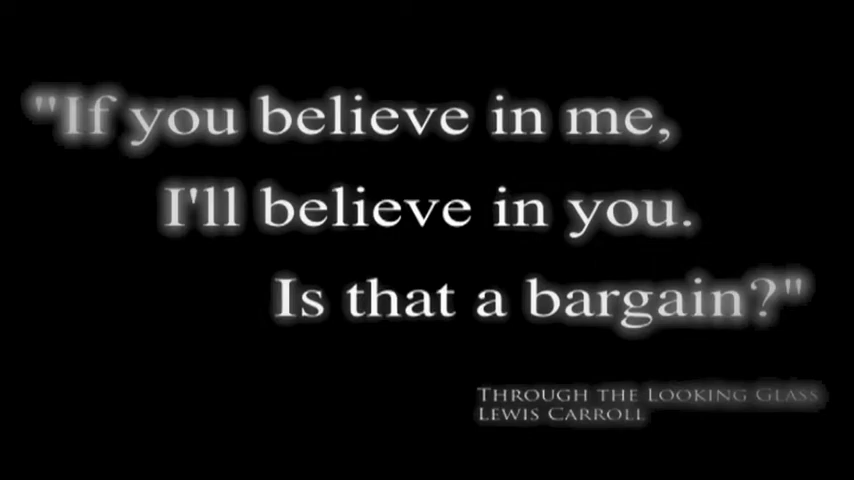 "If you believe in me,
I'll believe in you.
Is that a bargain?"
THROUGH THE LOOKING GLASS
LEWIS CARROLL